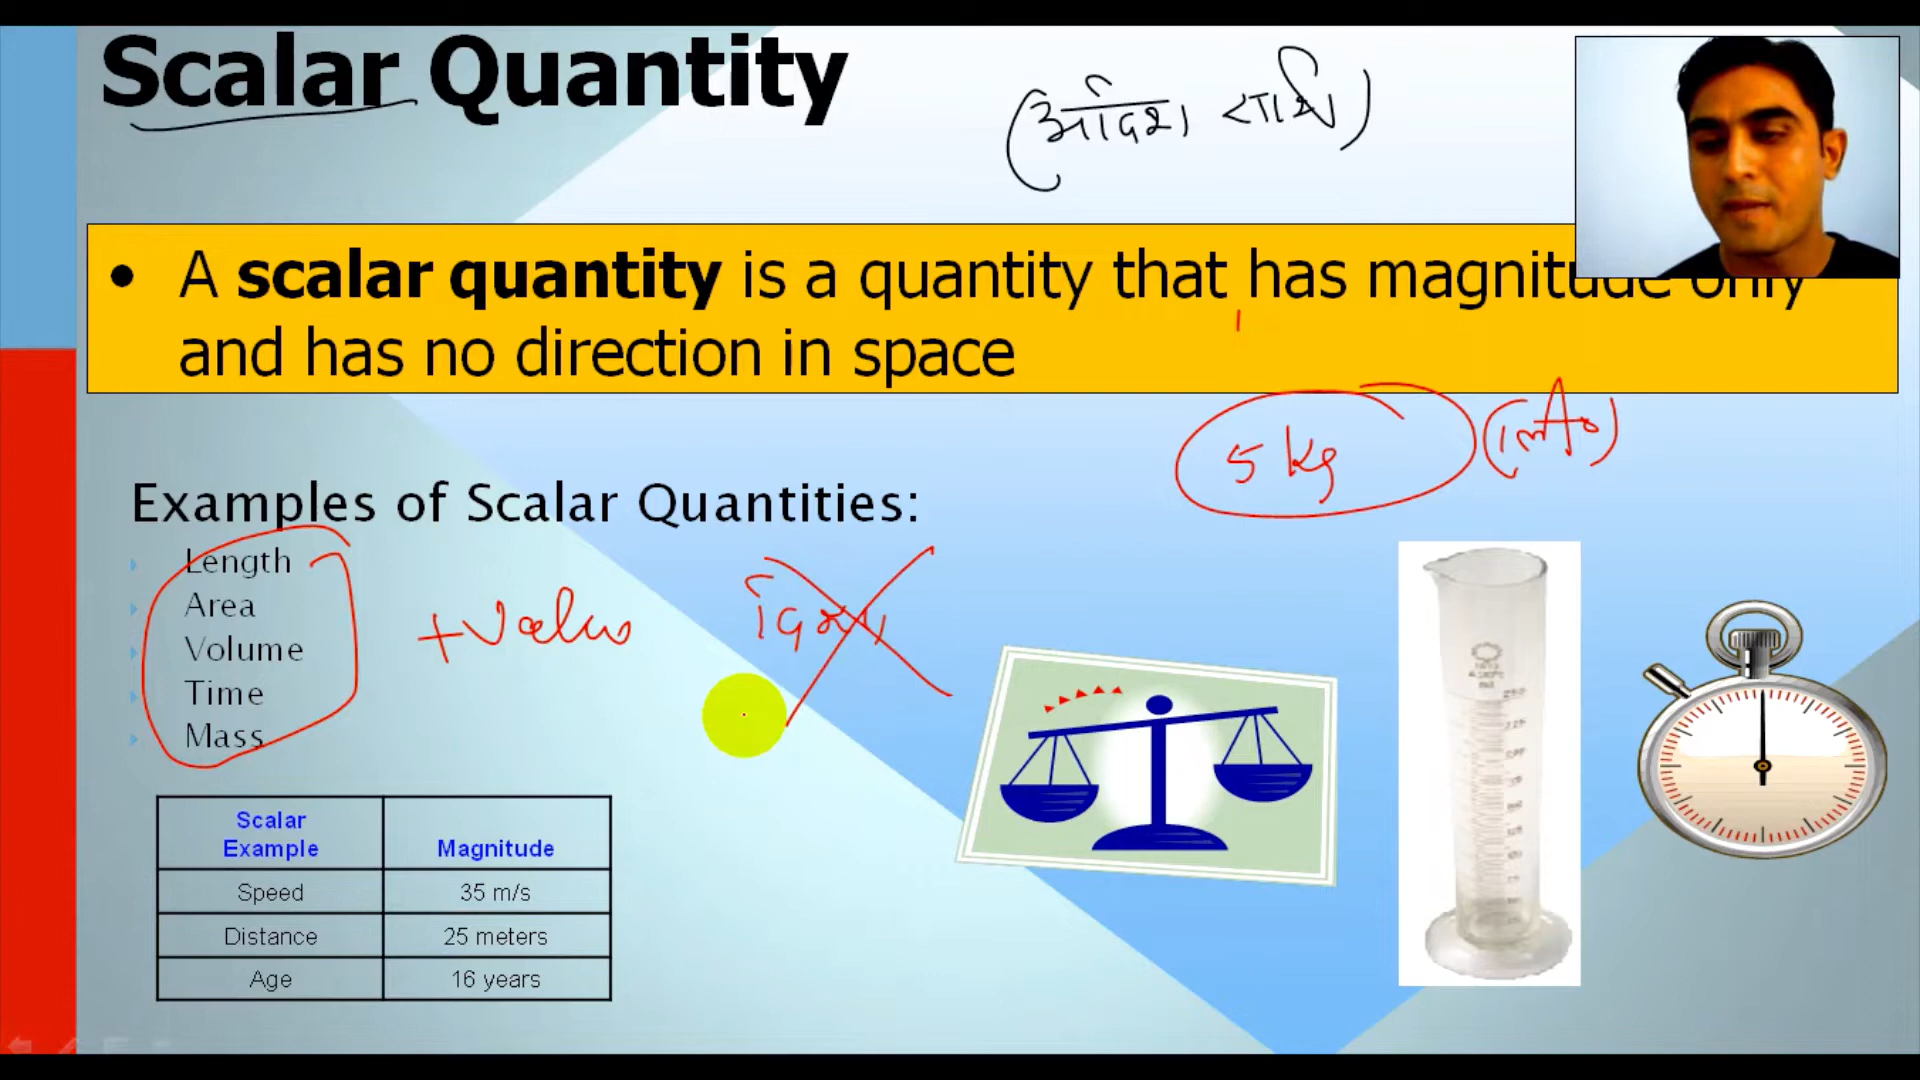 Scalar Quantity
(अदिश राशि)
• A scalar quantity is a quantity that has magnitude only
and has no direction in space
5 kg
Examples of Scalar Quantities:
Length
Area
Volume
Time
Mass
+Value
दिशा
Scalar Example	Magnitude
Speed	35 m/s
Distance	25 meters
Age	16 years